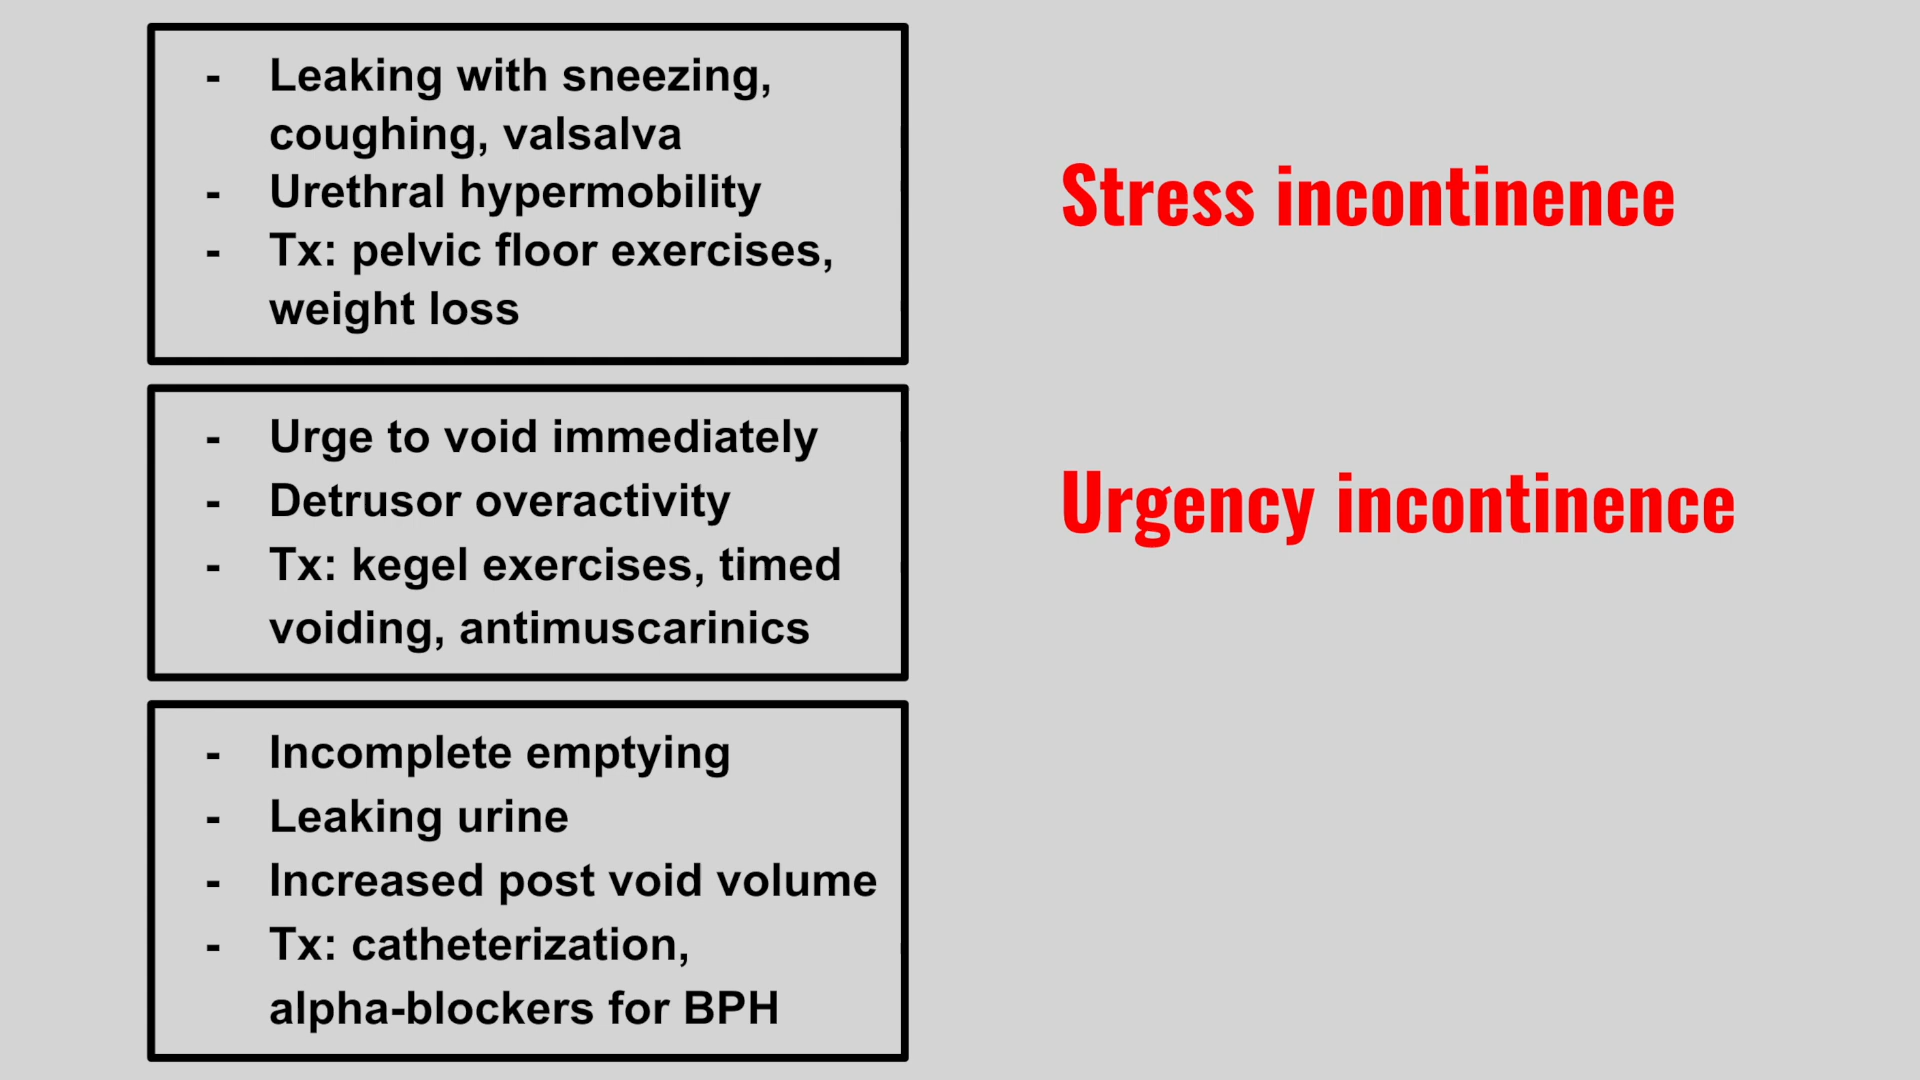 - Leaking with sneezing,
coughing, valsalva
- Urethral hypermobility
- Tx: pelvic floor exercises,
weight loss
Stress incontinence
- Urge to void immediately
- Detrusor overactivity
- Tx: kegel exercises, timed
voiding, antimuscarinics
Urgency incontinence
- Incomplete emptying
- Leaking urine
- Increased post void volume
- Tx: catheterization,
alpha-blockers for BPH